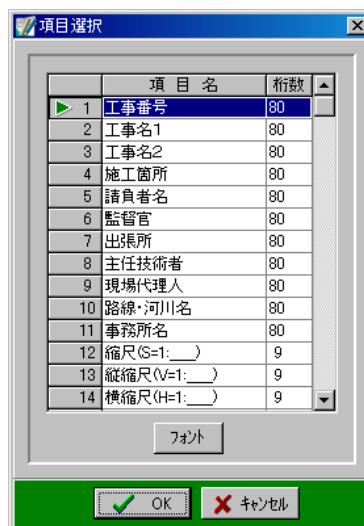 項目選択
項 目 名 桁数
1 工事番号 80
2 工事名1 80
3 工事名2 80
4 施工箇所 80
5 請負者名 80
6 監督官 80
7 出張所 80
8 主任技術者 80
9 現場代理人 80
10 路線・河川名 80
11 事務所名 80
12 縮尺(S=1:___) 9
13 縦縮尺(V=1:___) 9
14 横縮尺(H=1:___) 9
フォント
OK キャンセル